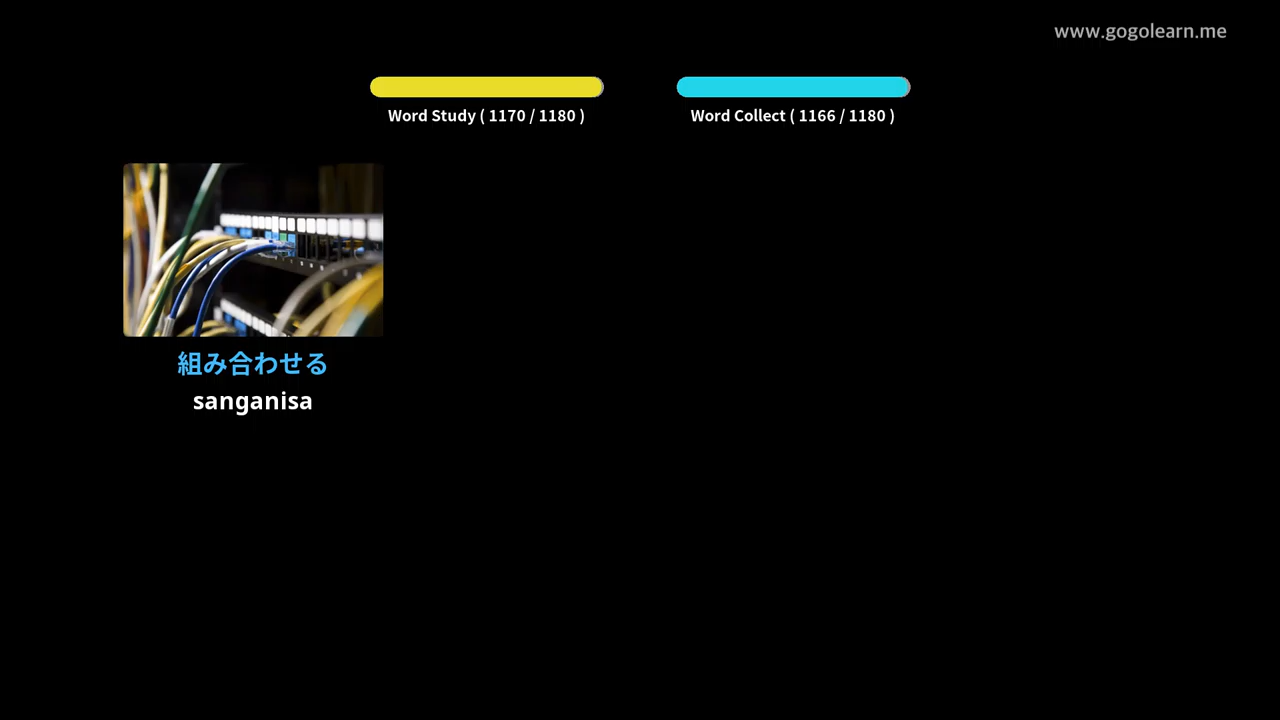 www.gogolearn.me
Word Study ( 1170 / 1180 )
Word Collect ( 1166 / 1180 )
組み合わせる
sanganisa